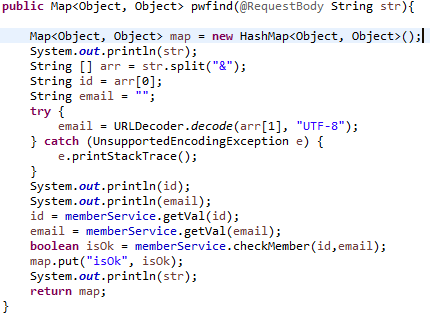 public Map<Object, Object> pwfind(@RequestBody String str){
Map<Object, Object> map = new HashMap<Object, Object>();
System.out.println(str);
String [] arr = str.split("&");
String id = arr[0];
String email = "";
try {
email = URLDecoder.decode(arr[1], "UTF-8");
} catch (UnsupportedEncodingException e) {
e.printStackTrace();
}
System.out.println(id);
System.out.println(email);
id = memberService.getVal(id);
email = memberService.getVal(email);
boolean isOk = memberService.checkMember(id,email);
map.put("isOk", isOk);
System.out.println(str);
return map;
}